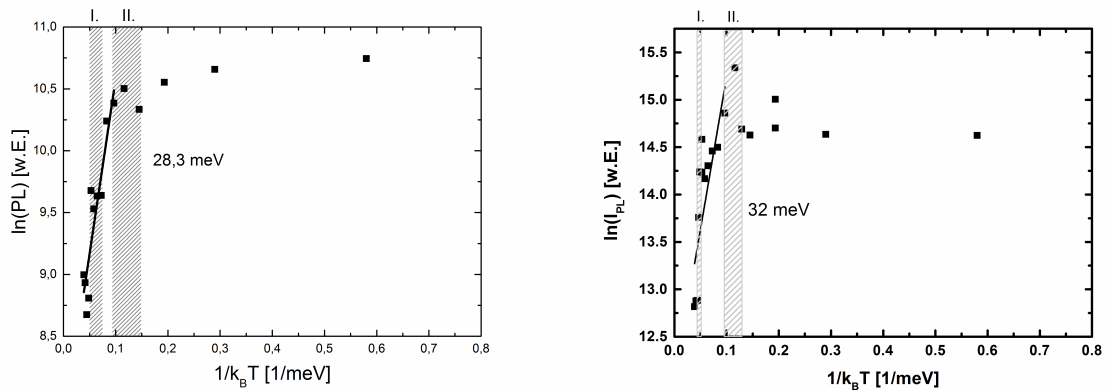 I. II.
11,0
10,5
10,0
9,5
9,0
8,5
ln(PL) [w.E.]
28,3 meV
0,0 0,1 0,2 0,3 0,4 0,5 0,6 0,7 0,8
1/k_BT [1/meV]
I. II.
15.5
15.0
14.5
14.0
13.5
13.0
12.5
ln(I_PL) [w.E.]
32 meV
0.0 0.1 0.2 0.3 0.4 0.5 0.6 0.7 0.8
1/k_BT [1/meV]